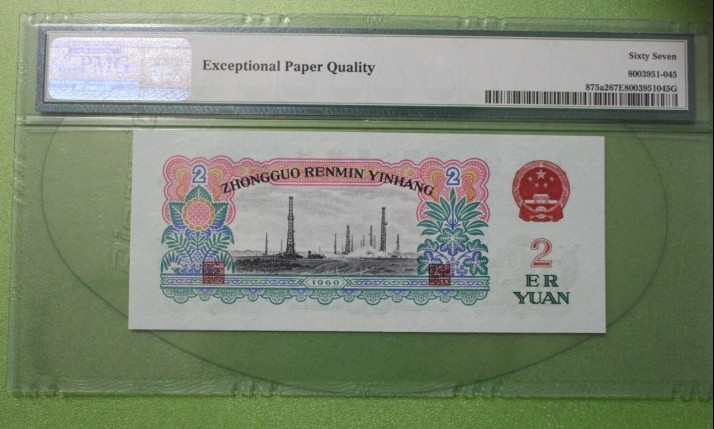 PMG
Exceptional Paper Quality
Sixty Seven
8003951-045
875a267E8003951045G
2
2
ZHONGGUO RENMIN YINHANG
1960
2
ER
YUAN